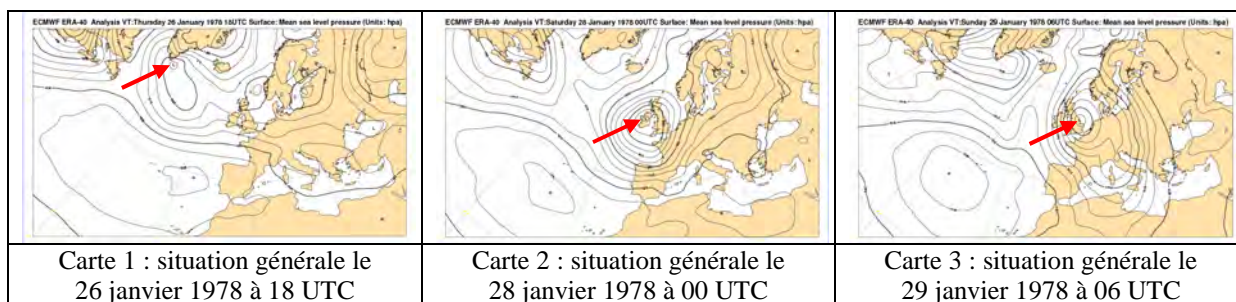 ECMWF ERA-40 Analysis VT:Thursday 26 January 1978 18UTC Surface: Mean sea level pressure (Units: hpa)
ECMWF ERA-40 Analysis VT:Saturday 28 January 1978 00UTC Surface: Mean sea level pressure (Units: hpa)
ECMWF ERA-40 Analysis VT:Sunday 29 January 1978 06UTC Surface: Mean sea level pressure (Units: hpa)
Carte 1 : situation générale le
26 janvier 1978 à 18 UTC
Carte 2 : situation générale le
28 janvier 1978 à 00 UTC
Carte 3 : situation générale le
29 janvier 1978 à 06 UTC